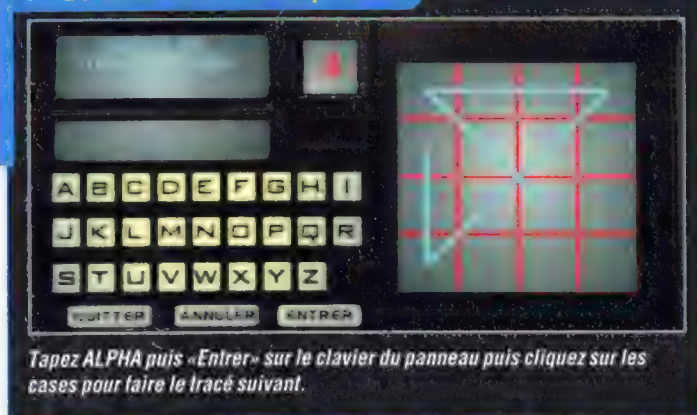 4
A B C D E F G H I
J K L M N O P Q R
S T U V W X Y Z
QUITTER ANNULER ENTRER
Tapez ALPHA puis «Entrer» sur le clavier du panneau puis cliquez sur les
cases pour faire le tracé suivant.